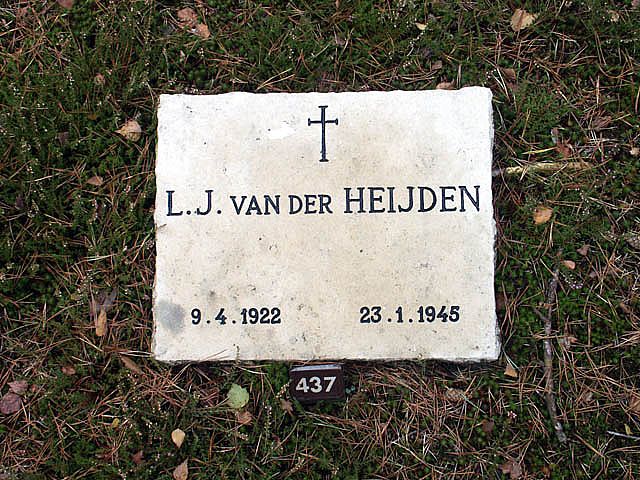 L.J. VAN DER HEIJDEN
9.4.1922 23.1.1945
437